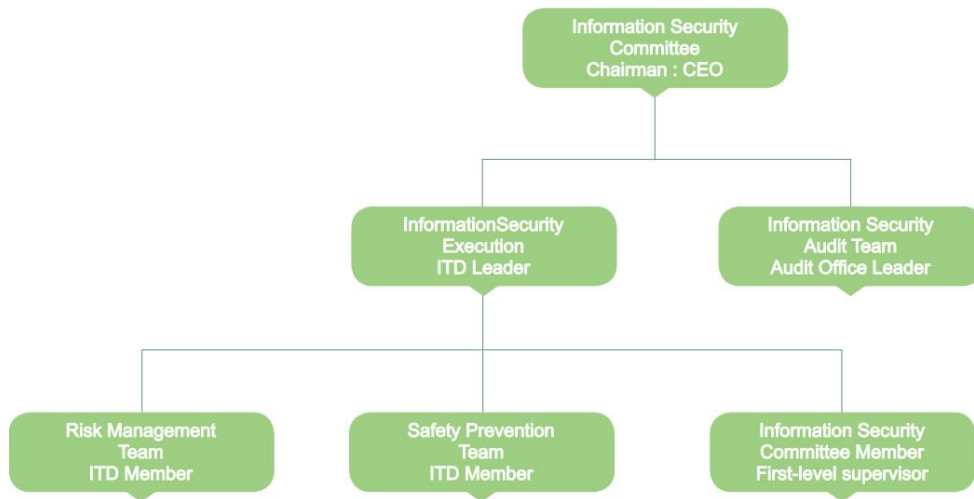 Information Security
Committee
Chairman : CEO
InformationSecurity
Execution
ITD Leader
Information Security
Audit Team
Audit Office Leader
Risk Management
Team
ITD Member
Safety Prevention
Team
ITD Member
Information Security
Committee Member
First-level supervisor